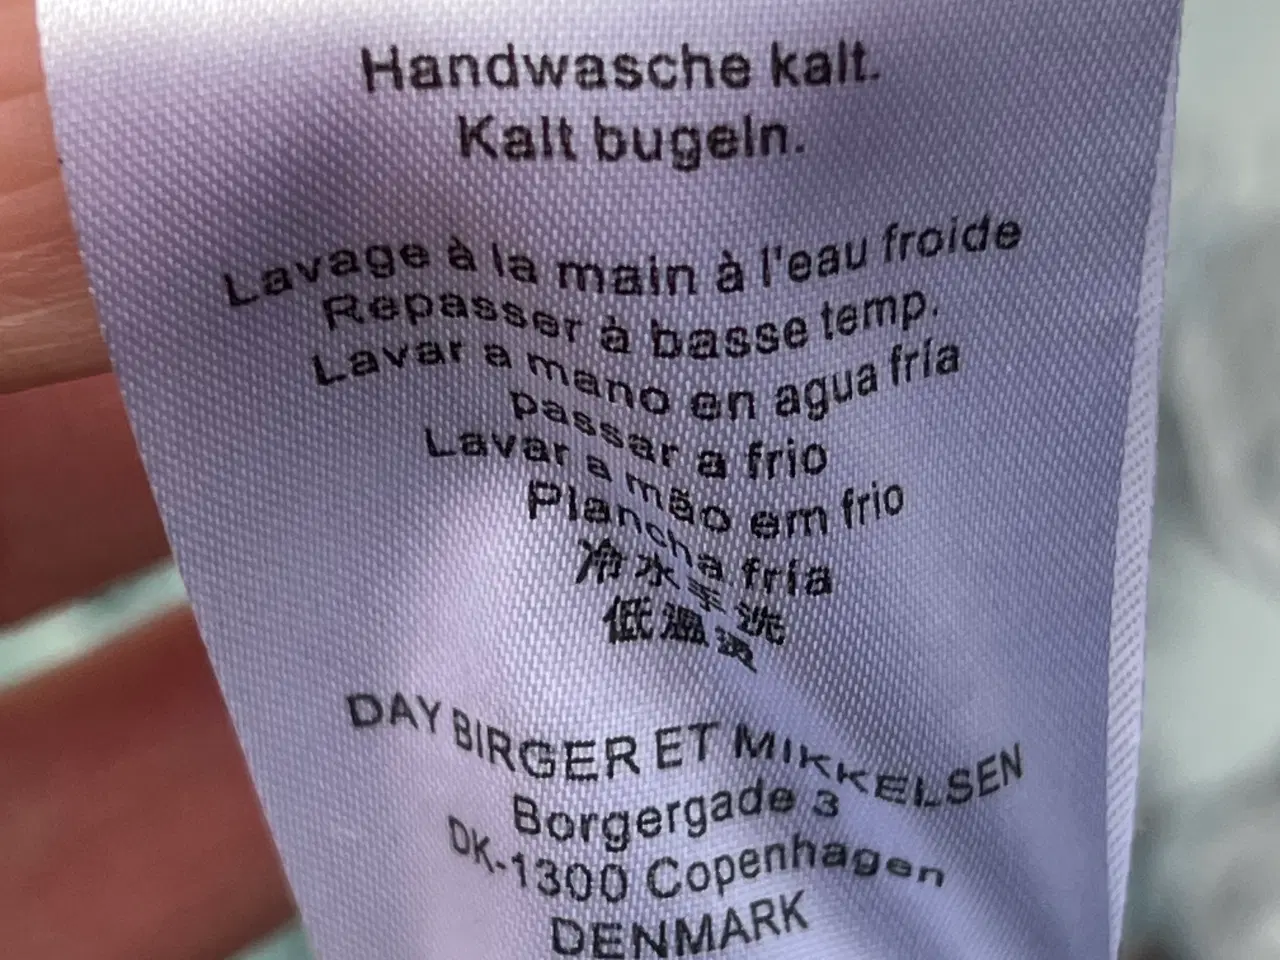 Handwasche kalt.
Kalt bugeln.
Lavage à la main à l'eau froide
Repasser à basse temp.
Lavar a mano en agua fría
passar a frio
Lavar a mão em frio
Plancha fría
冷水手洗
低温烫
DAY BIRGER ET MIKKELSEN
Borgergade 3
DK-1300 Copenhagen
DENMARK